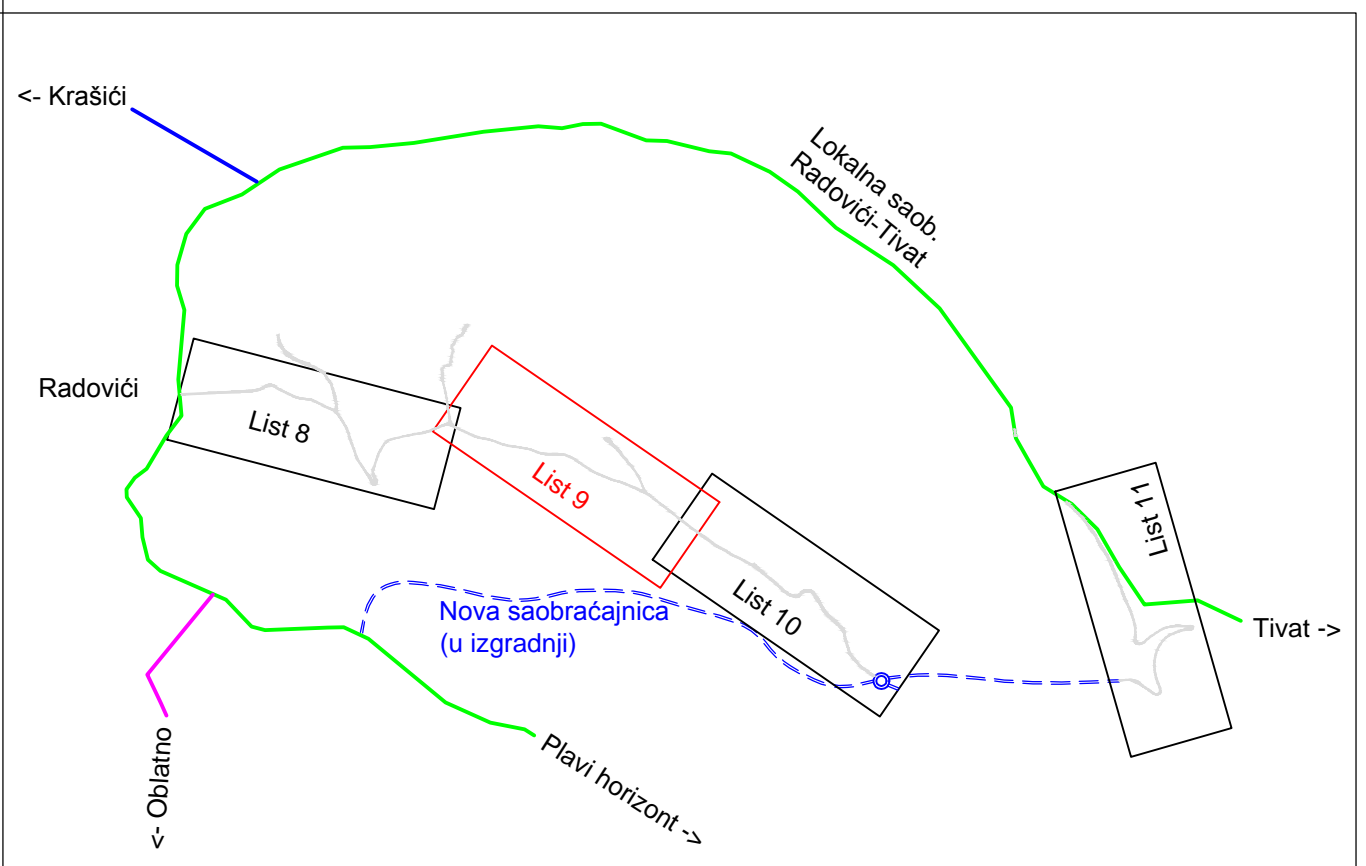 <- Krašići
Lokalna saob.
Radovići-Tivat
Radovići
List 8
List 9
List 10
List 11
Nova saobraćajnica
(u izgradnji)
Tivat ->
<- Oblatno
Plavi horizont ->